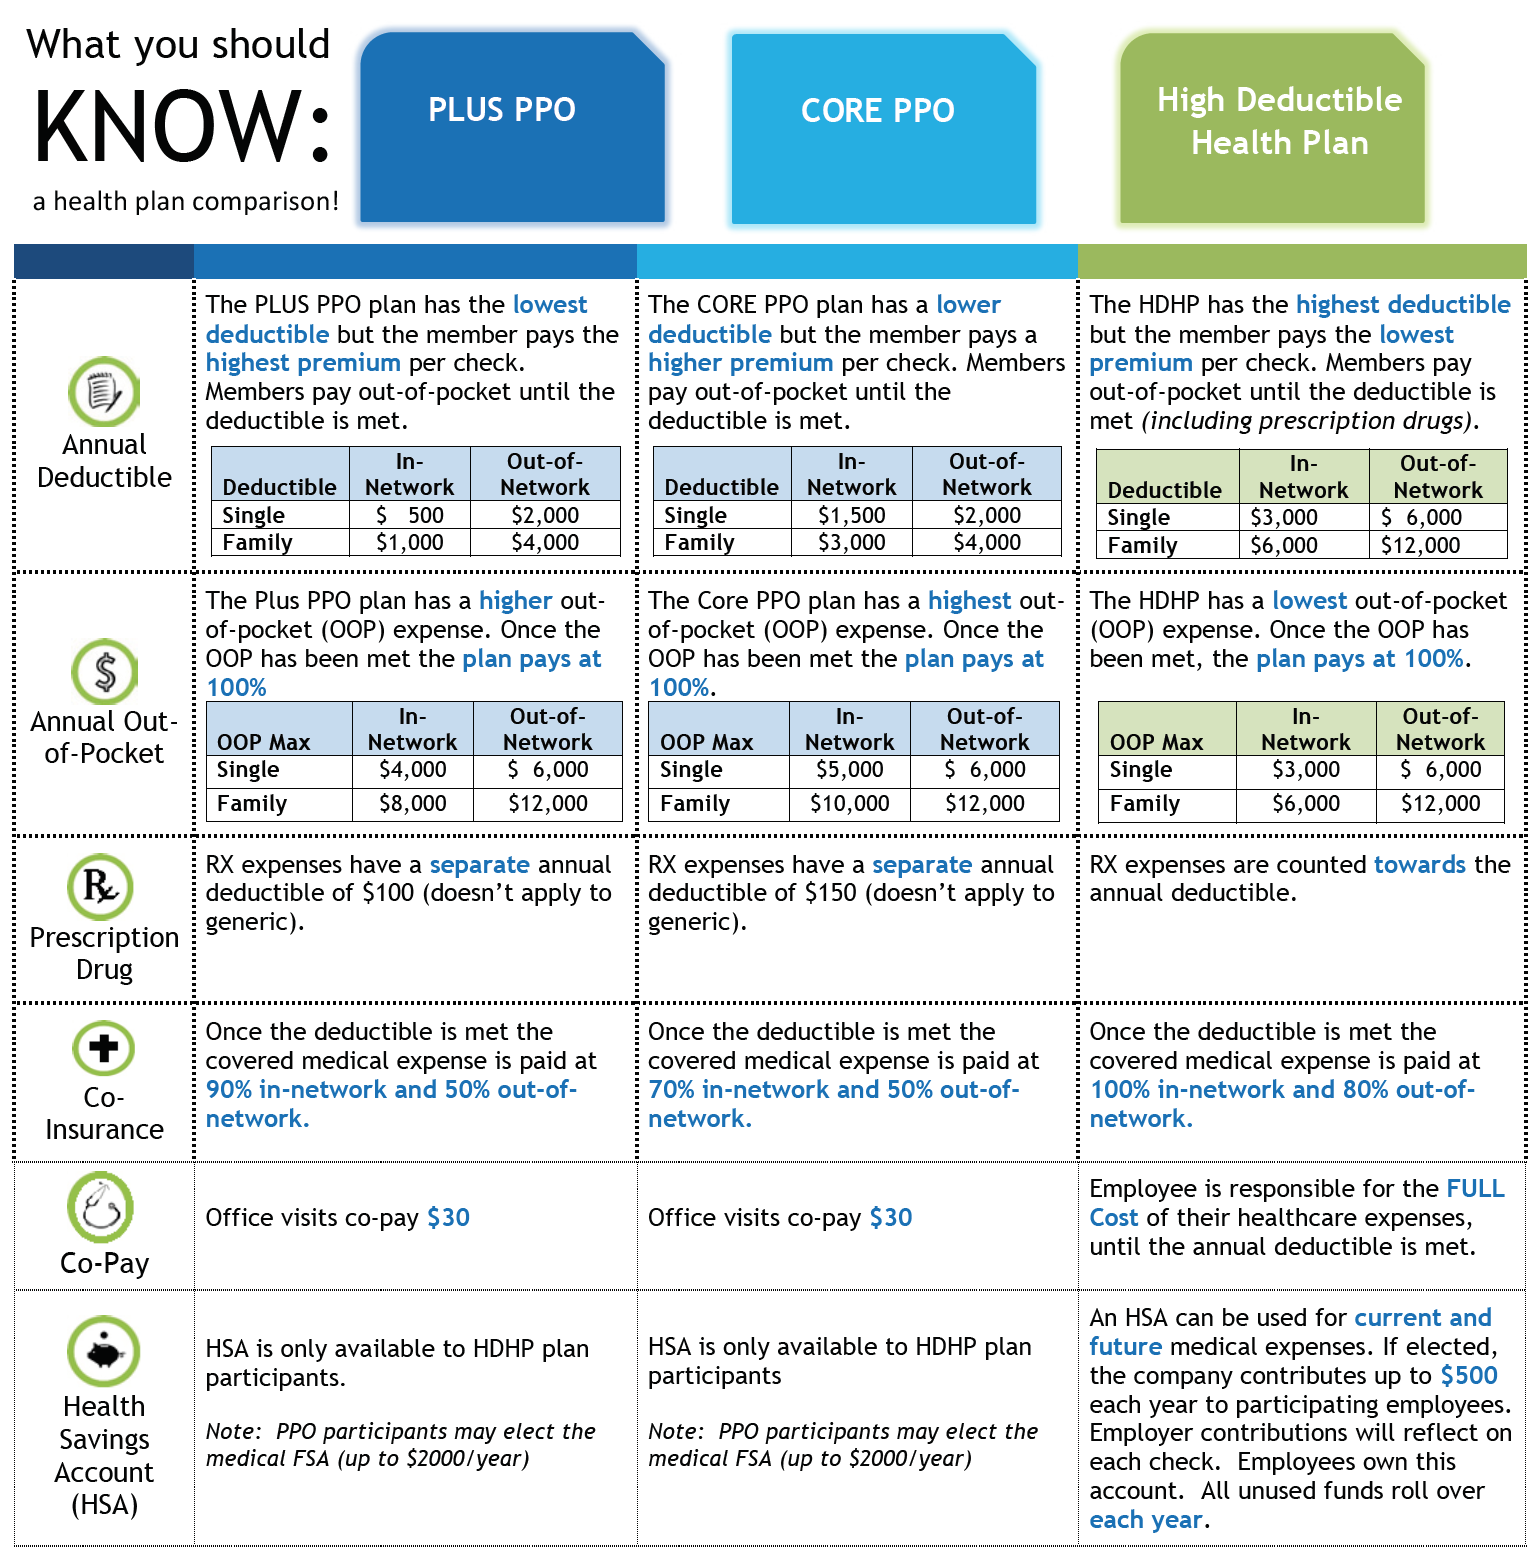 What you should
KNOW:
a health plan comparison!
PLUS PPO
CORE PPO
High Deductible
Health Plan
Annual
Deductible
The PLUS PPO plan has the lowest
deductible but the member pays the
highest premium per check.
Members pay out-of-pocket until the
deductible is met.
Deductible In-Network Out-of-Network
Single $ 500 $2,000
Family $1,000 $4,000
The CORE PPO plan has a lower
deductible but the member pays a
higher premium per check. Members
pay out-of-pocket until the
deductible is met.
Deductible In-Network Out-of-Network
Single $1,500 $2,000
Family $3,000 $4,000
The HDHP has the highest deductible
but the member pays the lowest
premium per check. Members pay
out-of-pocket until the deductible is
met (including prescription drugs).
Deductible In-Network Out-of-Network
Single $3,000 $ 6,000
Family $6,000 $12,000
Annual Out-
of-Pocket
The Plus PPO plan has a higher out-
of-pocket (OOP) expense. Once the
OOP has been met the plan pays at
100%
OOP Max In-Network Out-of-Network
Single $4,000 $ 6,000
Family $8,000 $12,000
The Core PPO plan has a highest out-
of-pocket (OOP) expense. Once the
OOP has been met the plan pays at
100%.
OOP Max In-Network Out-of-Network
Single $5,000 $ 6,000
Family $10,000 $12,000
The HDHP has a lowest out-of-pocket
(OOP) expense. Once the OOP has
been met, the plan pays at 100%.
OOP Max In-Network Out-of-Network
Single $3,000 $ 6,000
Family $6,000 $12,000
Rx
Prescription
Drug
RX expenses have a separate annual
deductible of $100 (doesn’t apply to
generic).
RX expenses have a separate annual
deductible of $150 (doesn’t apply to
generic).
RX expenses are counted towards the
annual deductible.
Co-
Insurance
Once the deductible is met the
covered medical expense is paid at
90% in-network and 50% out-of-
network.
Once the deductible is met the
covered medical expense is paid at
70% in-network and 50% out-of-
network.
Once the deductible is met the
covered medical expense is paid at
100% in-network and 80% out-of-
network.
Co-Pay
Office visits co-pay $30
Office visits co-pay $30
Employee is responsible for the FULL
Cost of their healthcare expenses,
until the annual deductible is met.
Health
Savings
Account
(HSA)
HSA is only available to HDHP plan
participants.
Note: PPO participants may elect the
medical FSA (up to $2000/year)
HSA is only available to HDHP plan
participants
Note: PPO participants may elect the
medical FSA (up to $2000/year)
An HSA can be used for current and
future medical expenses. If elected,
the company contributes up to $500
each year to participating employees.
Employer contributions will reflect on
each check. Employees own this
account. All unused funds roll over
each year.